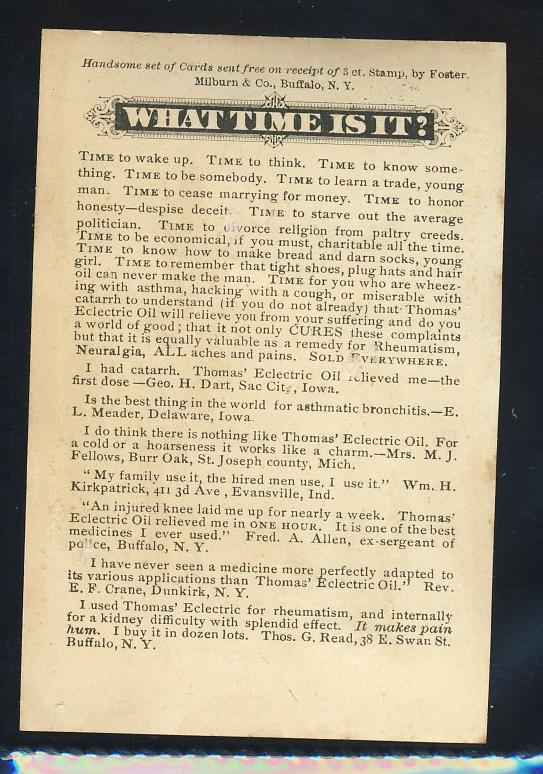 Handsome set of Cards sent free on receipt of 3 ct. Stamp, by Foster,
Milburn & Co., Buffalo, N. Y.
WHAT TIME IS IT?
TIME to wake up. TIME to think. TIME to know some-
thing. TIME to be somebody. TIME to learn a trade, young
man. TIME to cease marrying for money. TIME to honor
honesty—despise deceit. TIME to starve out the average
politician. TIME to divorce religion from paltry creeds.
TIME to be economical, if you must, charitable all the time.
TIME to know how to make bread and darn socks, young
girl. TIME to remember that tight shoes, plug hats and hair
oil can never make the man. TIME for you who are wheez-
ing with asthma, hacking with a cough, or miserable with
catarrh to understand (if you do not already) that Thomas'
Eclectric Oil will relieve you from your suffering and do you
a world of good; that it not only CURES these complaints
but that it is equally valuable as a remedy for Rheumatism,
Neuralgia, ALL aches and pains. SOLD EVERYWHERE.
I had catarrh. Thomas' Eclectric Oil relieved me—the
first dose—Geo. H. Dart, Sac City, Iowa.
Is the best thing in the world for asthmatic bronchitis.—E.
L. Meader, Delaware, Iowa.
I do think there is nothing like Thomas' Eclectric Oil. For
a cold or a hoarseness it works like a charm.—Mrs. M. J.
Fellows, Burr Oak, St. Joseph county, Mich.
"My family use it, the hired men use, I use it." Wm. H.
Kirkpatrick, 411 3d Ave, Evansville, Ind.
"An injured knee laid me up for nearly a week. Thomas'
Eclectric Oil relieved me in ONE HOUR. It is one of the best
medicines I ever used." Fred. A. Allen, ex-sergeant of
police, Buffalo, N. Y.
"I have never seen a medicine more perfectly adapted to
its various applications than Thomas' Eclectric Oil." Rev.
E. F. Crane, Dunkirk, N. Y.
I used Thomas' Eclectric for rheumatism, and internally
for a kidney difficulty with splendid effect. It makes pain
hum. I buy it in dozen lots. Thos. G. Read, 38 E. Swan St.
Buffalo, N. Y.